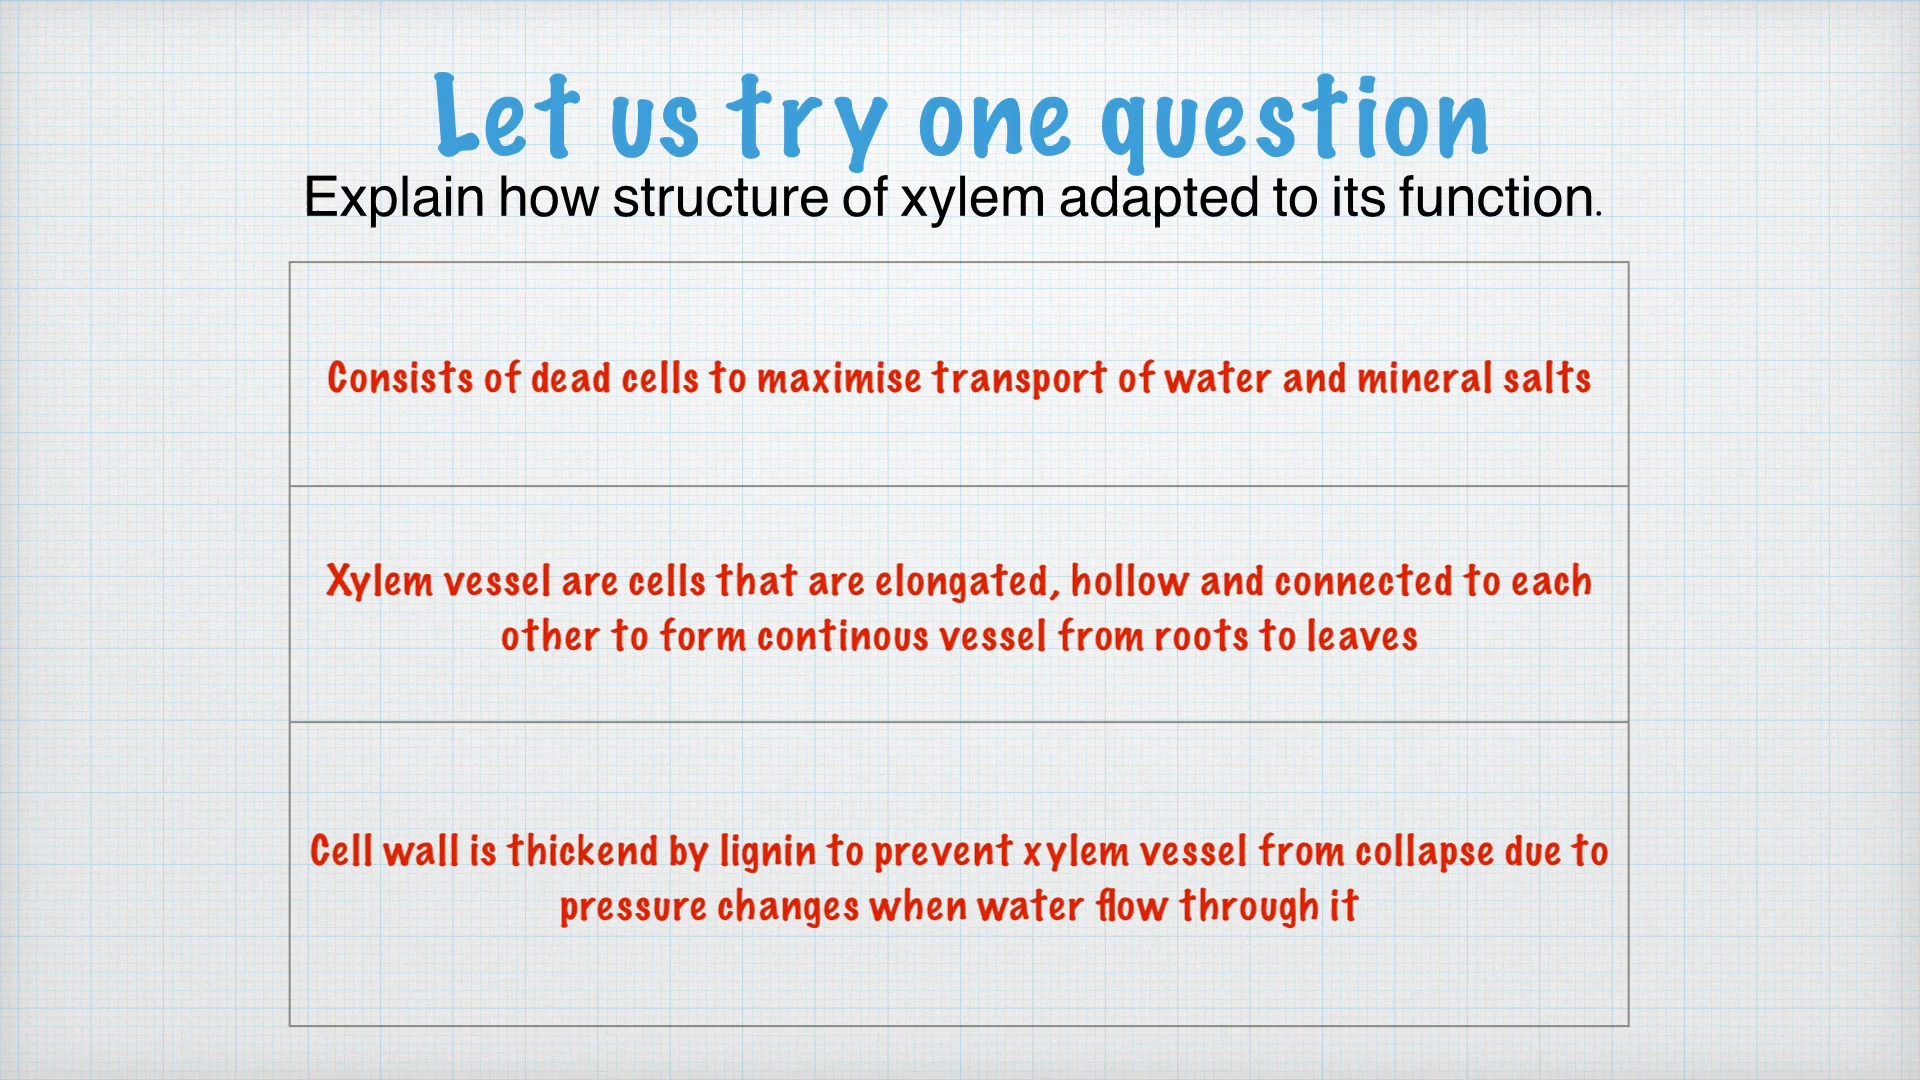 Let us try one question
Explain how structure of xylem adapted to its function.
Consists of dead cells to maximise transport of water and mineral salts
Xylem vessel are cells that are elongated, hollow and connected to each
other to form continous vessel from roots to leaves
Cell wall is thickend by lignin to prevent xylem vessel from collapse due to
pressure changes when water flow through it